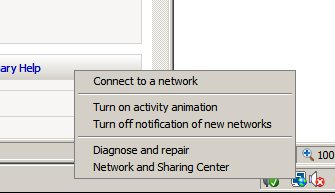 ary Help
Connect to a network
Turn on activity animation
Turn off notification of new networks
Diagnose and repair
Network and Sharing Center
100